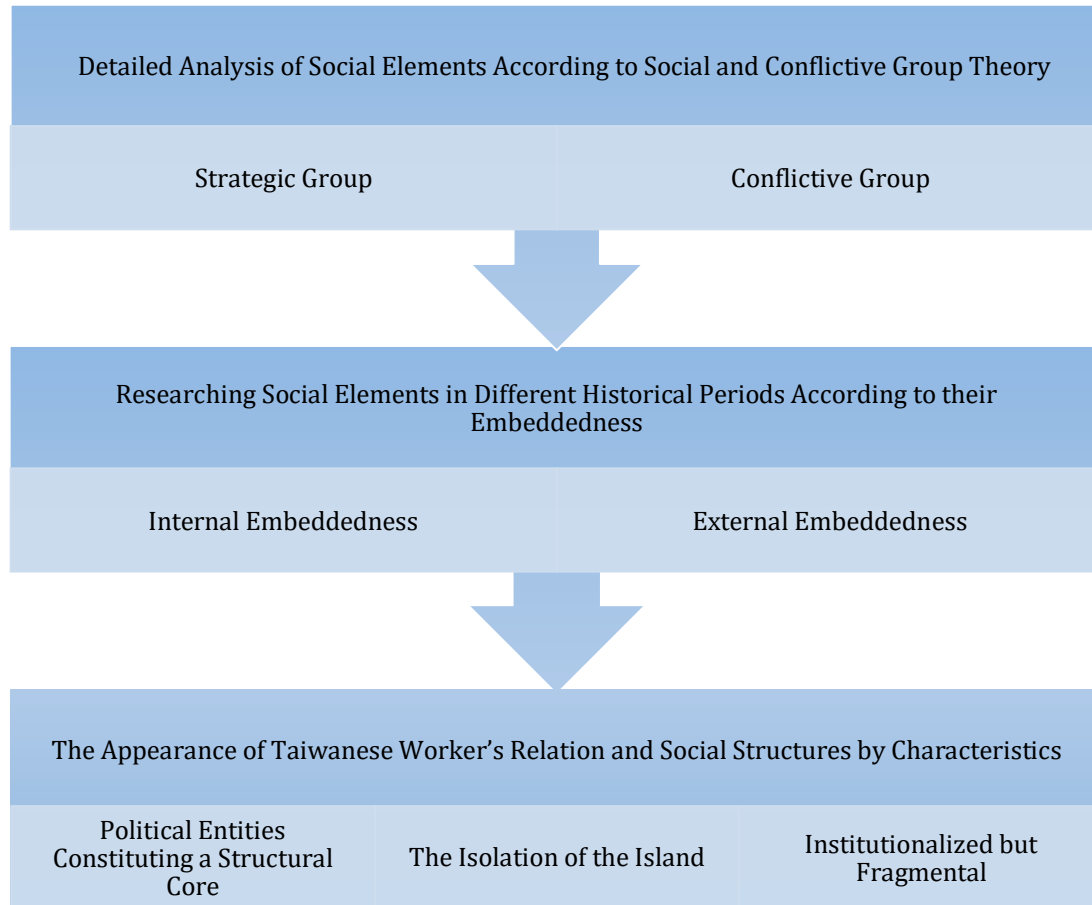 Detailed Analysis of Social Elements According to Social and Conflictive Group Theory
Strategic Group
Conflictive Group
Researching Social Elements in Different Historical Periods According to their
Embeddedness
Internal Embeddedness
External Embeddedness
The Appearance of Taiwanese Worker’s Relation and Social Structures by Characteristics
Political Entities
Constituting a Structural
Core
The Isolation of the Island
Institutionalized but
Fragmental